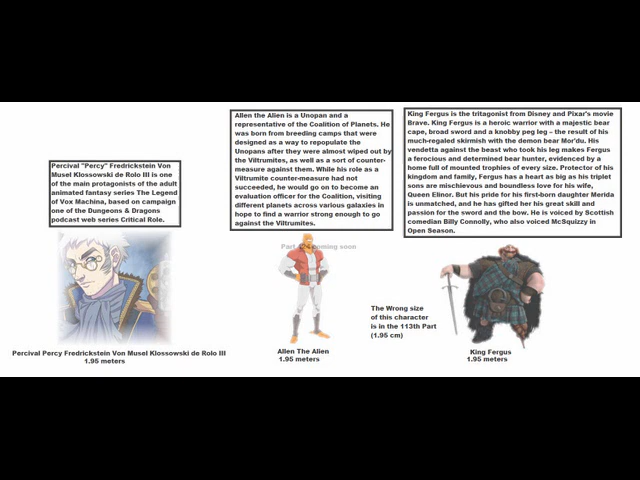 Percival "Percy" Fredrickstein Von
Musel Klossowski de Rolo III is
one of the main protagonists of the adult
animated fantasy series The Legend
of Vox Machina, based on campaign
one of the Dungeons & Dragons
podcast web series Critical Role.
Percival Percy Fredrickstein Von Musel Klossowski de Rolo III
1.95 meters
Allen the Alien is a Unopan and a
representative of the Coalition of Planets. He
was born from breeding camps that were
designed as a way to repopulate the
Unopans after they were almost wiped out by
the Viltrumites, as well as a sort of counter-
measure against them. While his role as a
Viltrumite counter-measure had not
succeeded, he would go on to become an
evaluation officer for the Coalition, visiting
different planets across various galaxies in
hope to find a warrior strong enough to go
against the Viltrumites.
coming soon
Allen The Alien
1.95 meters
King Fergus is the tritagonist from Disney and Pixar's movie
Brave. King Fergus is a heroic warrior with a majestic bear
cape, broad sword and a knobby peg leg – the result of his
much-regaled skirmish with the demon bear Mor'du. His
vendetta against the beast who took his leg makes Fergus
a ferocious and determined bear hunter, evidenced by a
home full of mounted trophies of every size. Protector of his
kingdom and family, Fergus has a heart as big as his triplet
sons are mischievous and boundless love for his wife,
Queen Elinor. But his pride for his first-born daughter Merida
is unmatched, and he has gifted her his great skill and
passion for the sword and the bow. He is voiced by Scottish
comedian Billy Connolly, who also voiced McSquizzy in
Open Season.
The Wrong size
of this character
is in the 113th Part
(1.95 cm)
King Fergus
1.95 meters